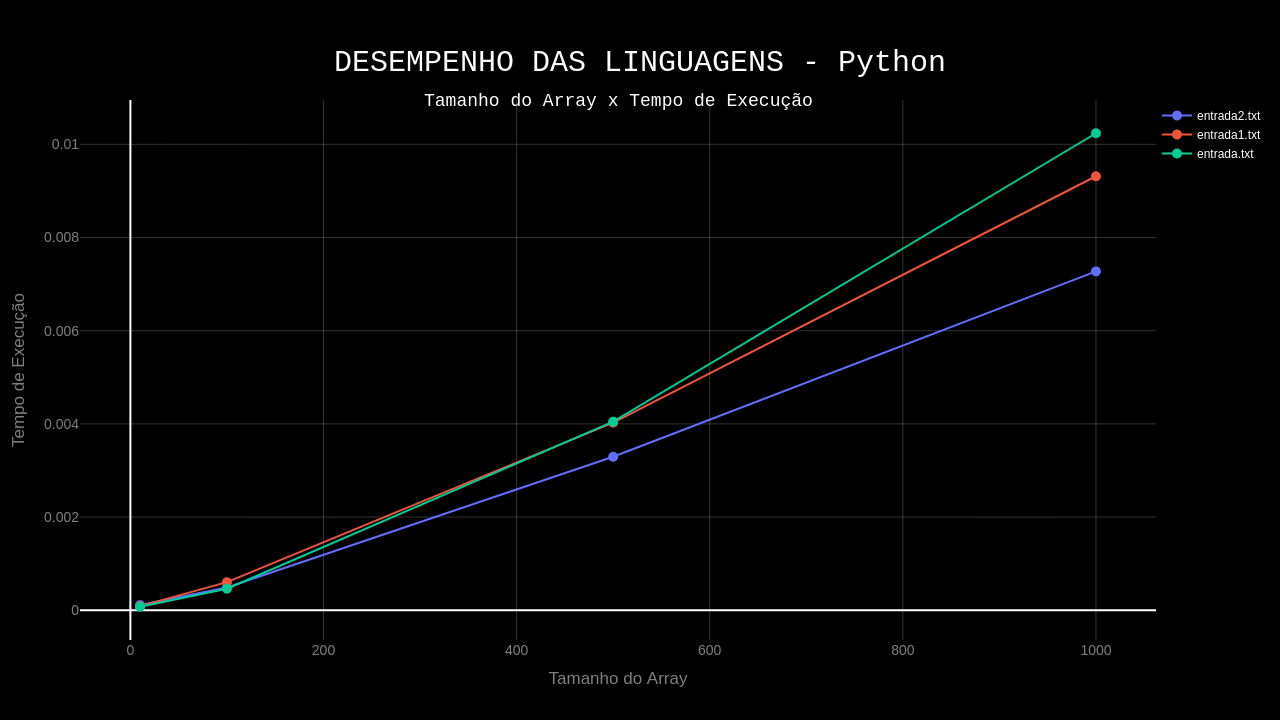 DESEMPENHO DAS LINGUAGENS - Python
Tamanho do Array x Tempo de Execução
entrada2.txt
entrada1.txt
entrada.txt
0.01
0.008
0.006
0.004
0.002
0
Tempo de Execução
0 200 400 600 800 1000
Tamanho do Array